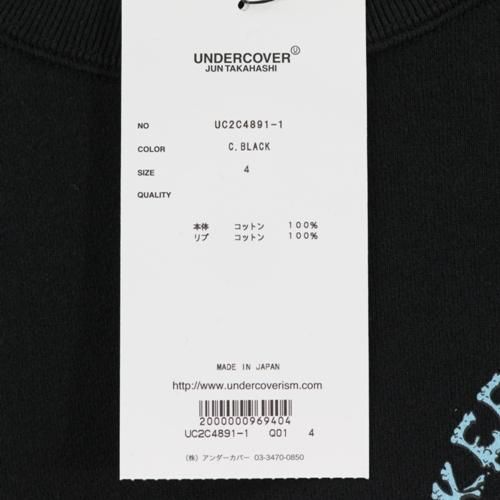 UNDERCOVER Ⓤ
JUN TAKAHASHI
NO UC2C4891-1
COLOR C.BLACK
SIZE 4
QUALITY
本体 コットン 100%
リブ コットン 100%
MADE IN JAPAN
http://www.undercoverism.com
2000000969404
UC2C4891-1 Q01 4
(株) アンダーカバー 03-3470-0850